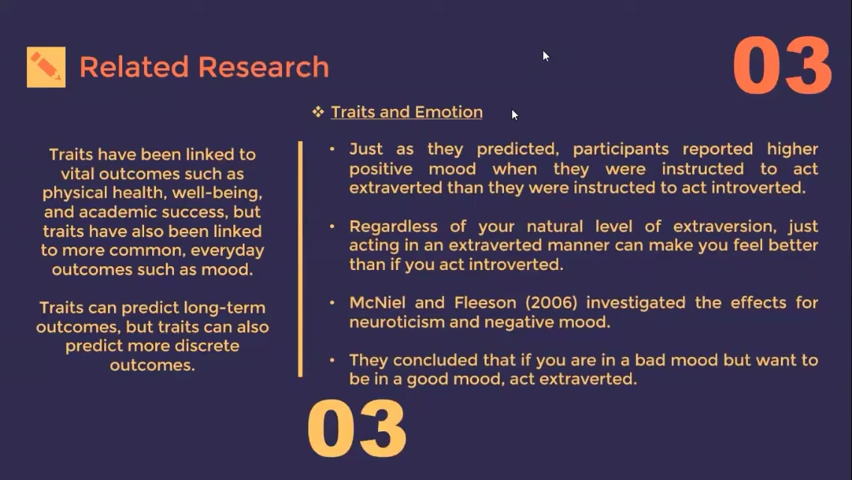 Related Research
03
❖ Traits and Emotion
Traits have been linked to
vital outcomes such as
physical health, well-being,
and academic success, but
traits have also been linked
to more common, everyday
outcomes such as mood.
Traits can predict long-term
outcomes, but traits can also
predict more discrete
outcomes.
• Just as they predicted, participants reported higher
positive mood when they were instructed to act
extraverted than they were instructed to act introverted.
• Regardless of your natural level of extraversion, just
acting in an extraverted manner can make you feel better
than if you act introverted.
• McNiel and Fleeson (2006) investigated the effects for
neuroticism and negative mood.
• They concluded that if you are in a bad mood but want to
be in a good mood, act extraverted.
03